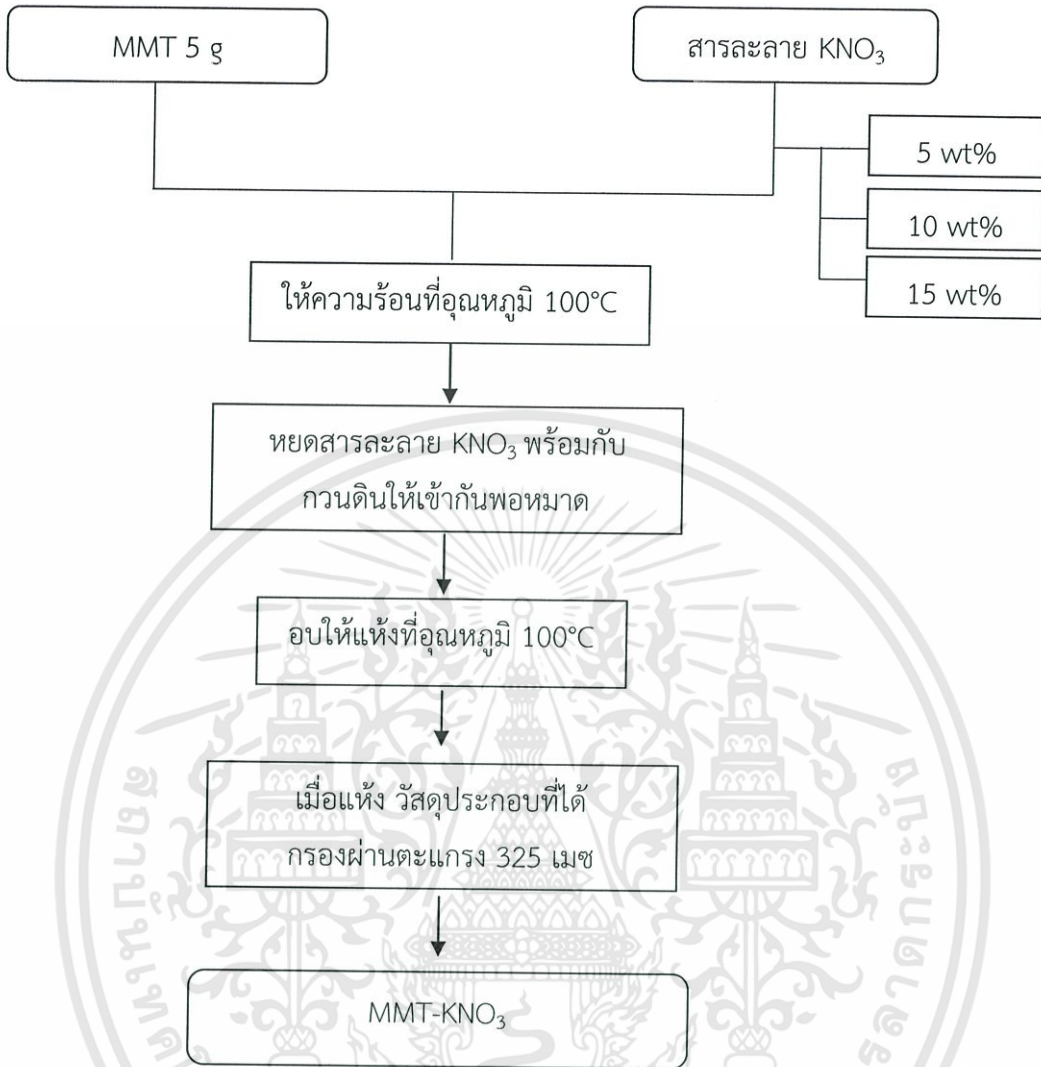 MMT 5 g
สารละลาย KNO₃
5 wt%
10 wt%
15 wt%
ให้ความร้อนที่อุณหภูมิ 100°C
หยดสารละลาย KNO₃ พร้อมกับ
กวนดินให้เข้ากันพอหมาด
อบให้แห้งที่อุณหภูมิ 100°C
เมื่อแห้ง วัสดุประกอบที่ได้
กรองผ่านตะแกรง 325 เมซ
MMT-KNO₃